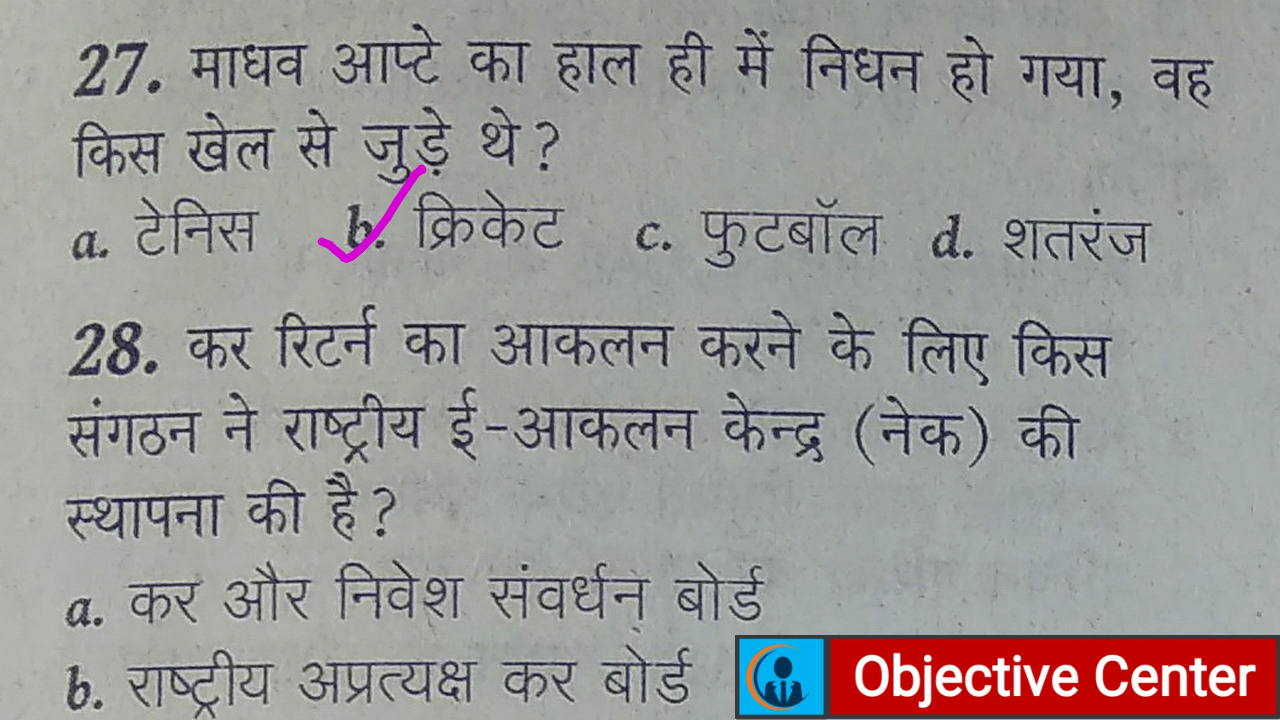 27. माधव आप्टे का हाल ही में निधन हो गया, वह
किस खेल से जुड़े थे?
a. टेनिस b. क्रिकेट c. फुटबॉल d. शतरंज
28. कर रिटर्न का आकलन करने के लिए किस
संगठन ने राष्ट्रीय ई-आकलन केन्द्र (नेक) की
स्थापना की है?
a. कर और निवेश संवर्धन बोर्ड
b. राष्ट्रीय अप्रत्यक्ष कर बोर्ड
Objective Center